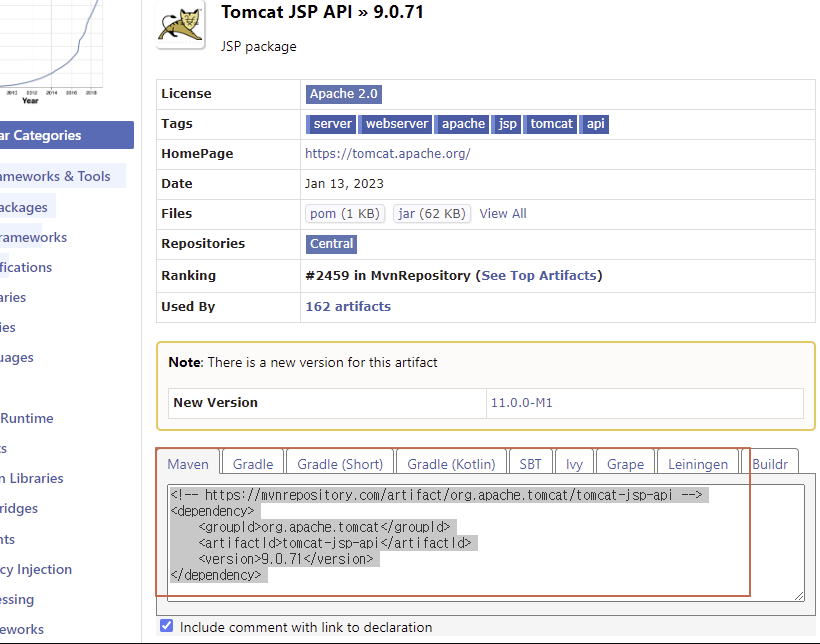 Tomcat JSP API » 9.0.71
JSP package
2010 2012 2014 2016 2018
Year
License Apache 2.0
Tags server webserver apache jsp tomcat api
HomePage https://tomcat.apache.org/
Date Jan 13, 2023
Files pom (1 KB) jar (62 KB) View All
Repositories Central
Ranking #2459 in MvnRepository (See Top Artifacts)
Used By 162 artifacts
ar Categories
ameworks & Tools
ackages
rameworks
fications
aries
ies
uages
Runtime
s
n Libraries
ridges
nts
cy Injection
essing
eworks
Note: There is a new version for this artifact
New Version 11.0.0-M1
Maven Gradle Gradle (Short) Gradle (Kotlin) SBT Ivy Grape Leiningen Buildr
<!-- https://mvnrepository.com/artifact/org.apache.tomcat/tomcat-jsp-api -->
<dependency>
    <groupId>org.apache.tomcat</groupId>
    <artifactId>tomcat-jsp-api</artifactId>
    <version>9.0.71</version>
</dependency>
Include comment with link to declaration